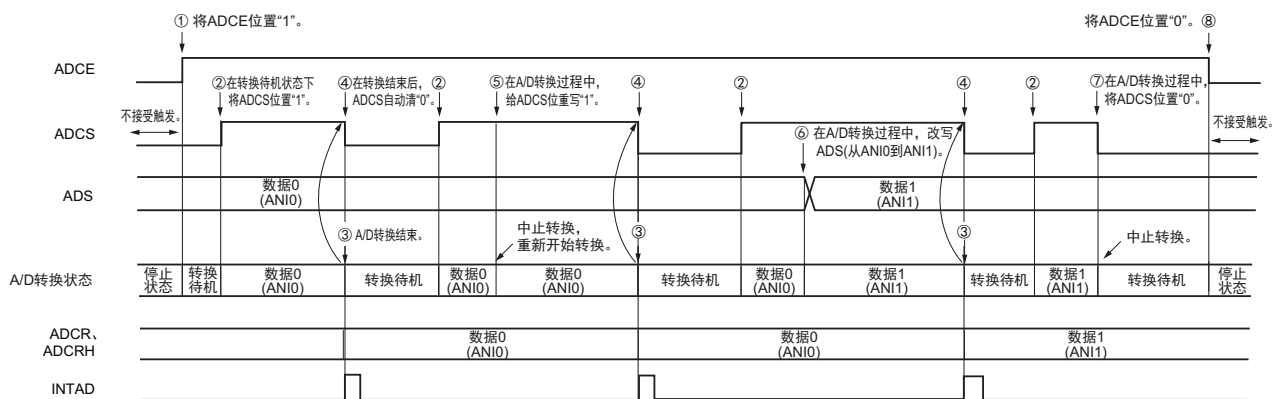 ① 将ADCE位置“1”。
将ADCE位置“0”。⑧
ADCE
②在转换待机状态下
将ADCS位置“1”。
④在转换结束后，
ADCS自动清“0”。
②
⑤在A/D转换过程中，
给ADCS位重写“1”。
④
②
④
②
⑦在A/D转换过程中，
将ADCS位置“0”。
不接受触发。
不接受触发。
ADCS
⑥ 在A/D转换过程中，改写
ADS(从ANI0到ANI1)。
ADS
数据0
(ANI0)
数据1
(ANI1)
③ A/D转换结束。
中止转换，
重新开始转换。
③
③
中止转换。
A/D转换状态
停止
状态
转换
待机
数据0
(ANI0)
转换待机
数据0
(ANI0)
数据0
(ANI0)
转换待机
数据0
(ANI0)
数据1
(ANI1)
转换待机
数据1
(ANI1)
转换待机
停止
状态
ADCR、
ADCRH
数据0
(ANI0)
数据0
(ANI0)
数据1
(ANI1)
INTAD